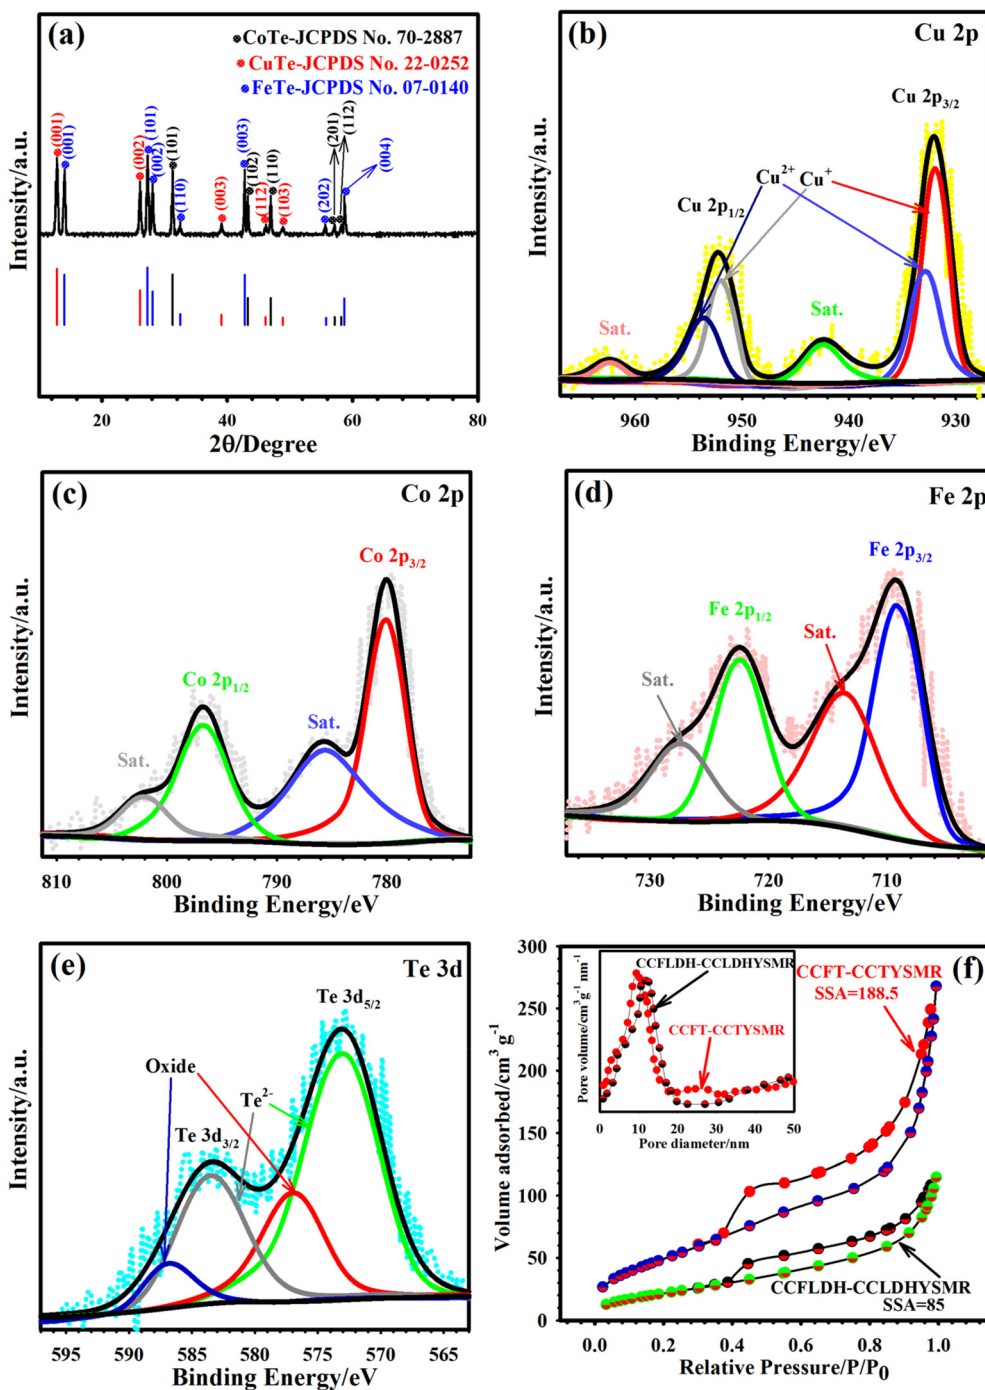 (a)
CoTe-JCPDS No. 70-2887
CuTe-JCPDS No. 22-0252
FeTe-JCPDS No. 07-0140
Intensity/a.u.
(001)
(001)
(002)
(101)
(002)
(101)
(110)
(003)
(003)
(102)
(112)
(110)
(103)
(202)
(201)
(112)
(004)
20
40
60
80
2θ/Degree
(b)
Cu 2p
Cu 2p3/2
Cu2+
Cu+
Cu 2p1/2
Sat.
Sat.
Intensity/a.u.
960
950
940
930
Binding Energy/eV
(c)
Co 2p
Co 2p3/2
Co 2p1/2
Sat.
Sat.
Intensity/a.u.
810
800
790
780
Binding Energy/eV
(d)
Fe 2p
Fe 2p3/2
Fe 2p1/2
Sat.
Sat.
Intensity/a.u.
730
720
710
Binding Energy/eV
(e)
Te 3d
Te 3d5/2
Oxide
Te2-
Te 3d3/2
Intensity/a.u.
595
590
585
580
575
570
565
Binding Energy/eV
(f)
300
250
200
150
100
50
0
Volume adsorbed/cm3 g-1
CCFLDH-CCLDHYSMR
CCFT-CCTYSMR
Pore volume/cm3 g-1 nm-1
0
10
20
30
40
50
Pore diameter/nm
CCFT-CCTYSMR
SSA=188.5
CCFLDH-CCLDHYSMR
SSA=85
0.0
0.2
0.4
0.6
0.8
1.0
Relative Pressure/P/P0